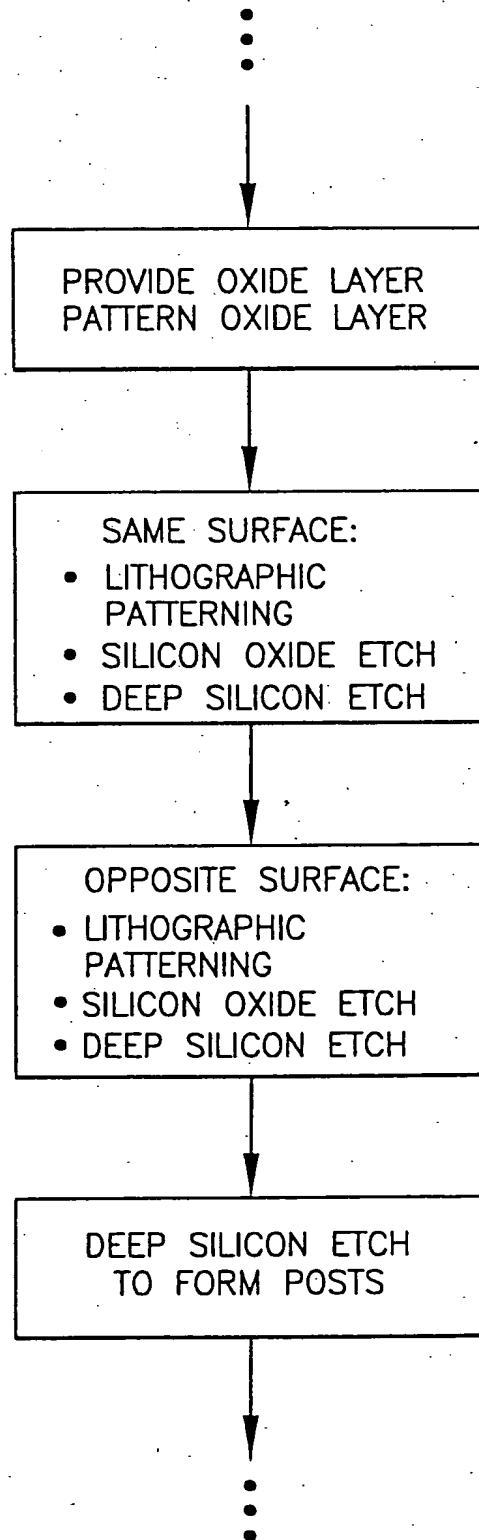 PROVIDE OXIDE LAYER
PATTERN OXIDE LAYER
SAME SURFACE:
• LITHOGRAPHIC
PATTERNING
• SILICON OXIDE ETCH
• DEEP SILICON ETCH
OPPOSITE SURFACE:
• LITHOGRAPHIC
PATTERNING
• SILICON OXIDE ETCH
• DEEP SILICON ETCH
DEEP SILICON ETCH
TO FORM POSTS